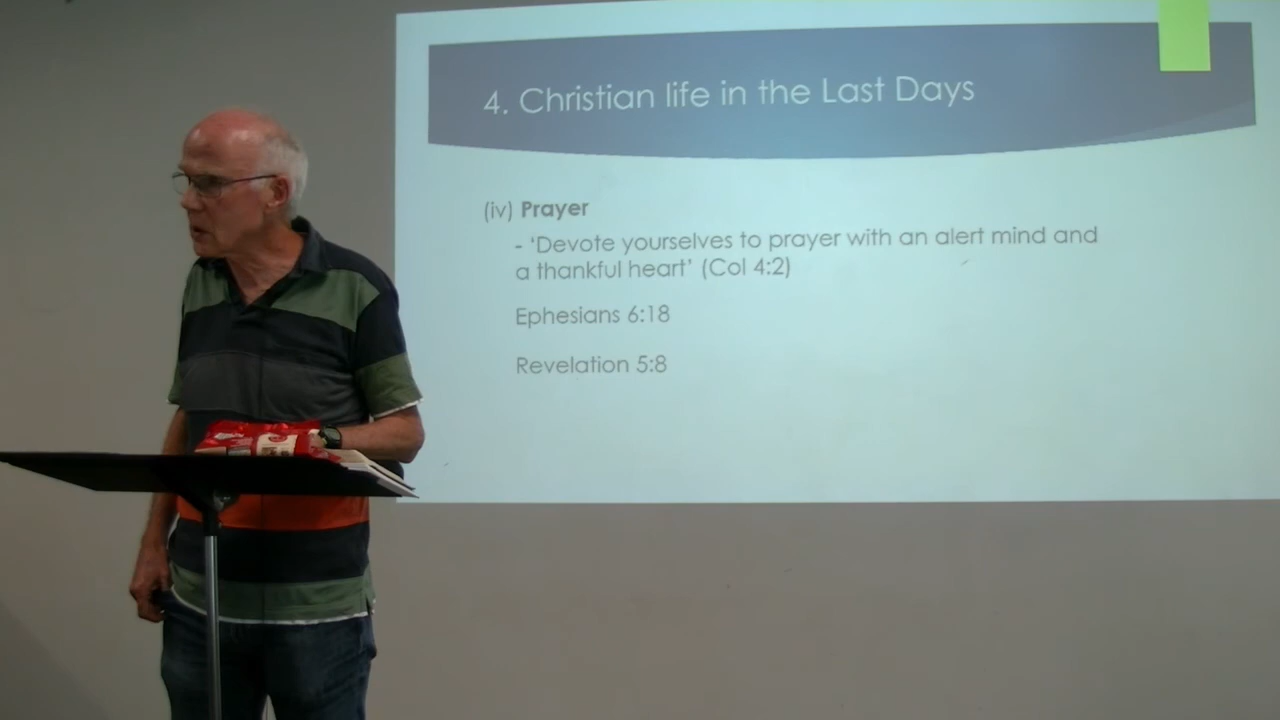 4. Christian life in the Last Days
(iv) Prayer
- ‘Devote yourselves to prayer with an alert mind and
a thankful heart’ (Col 4:2)
Ephesians 6:18
Revelation 5:8